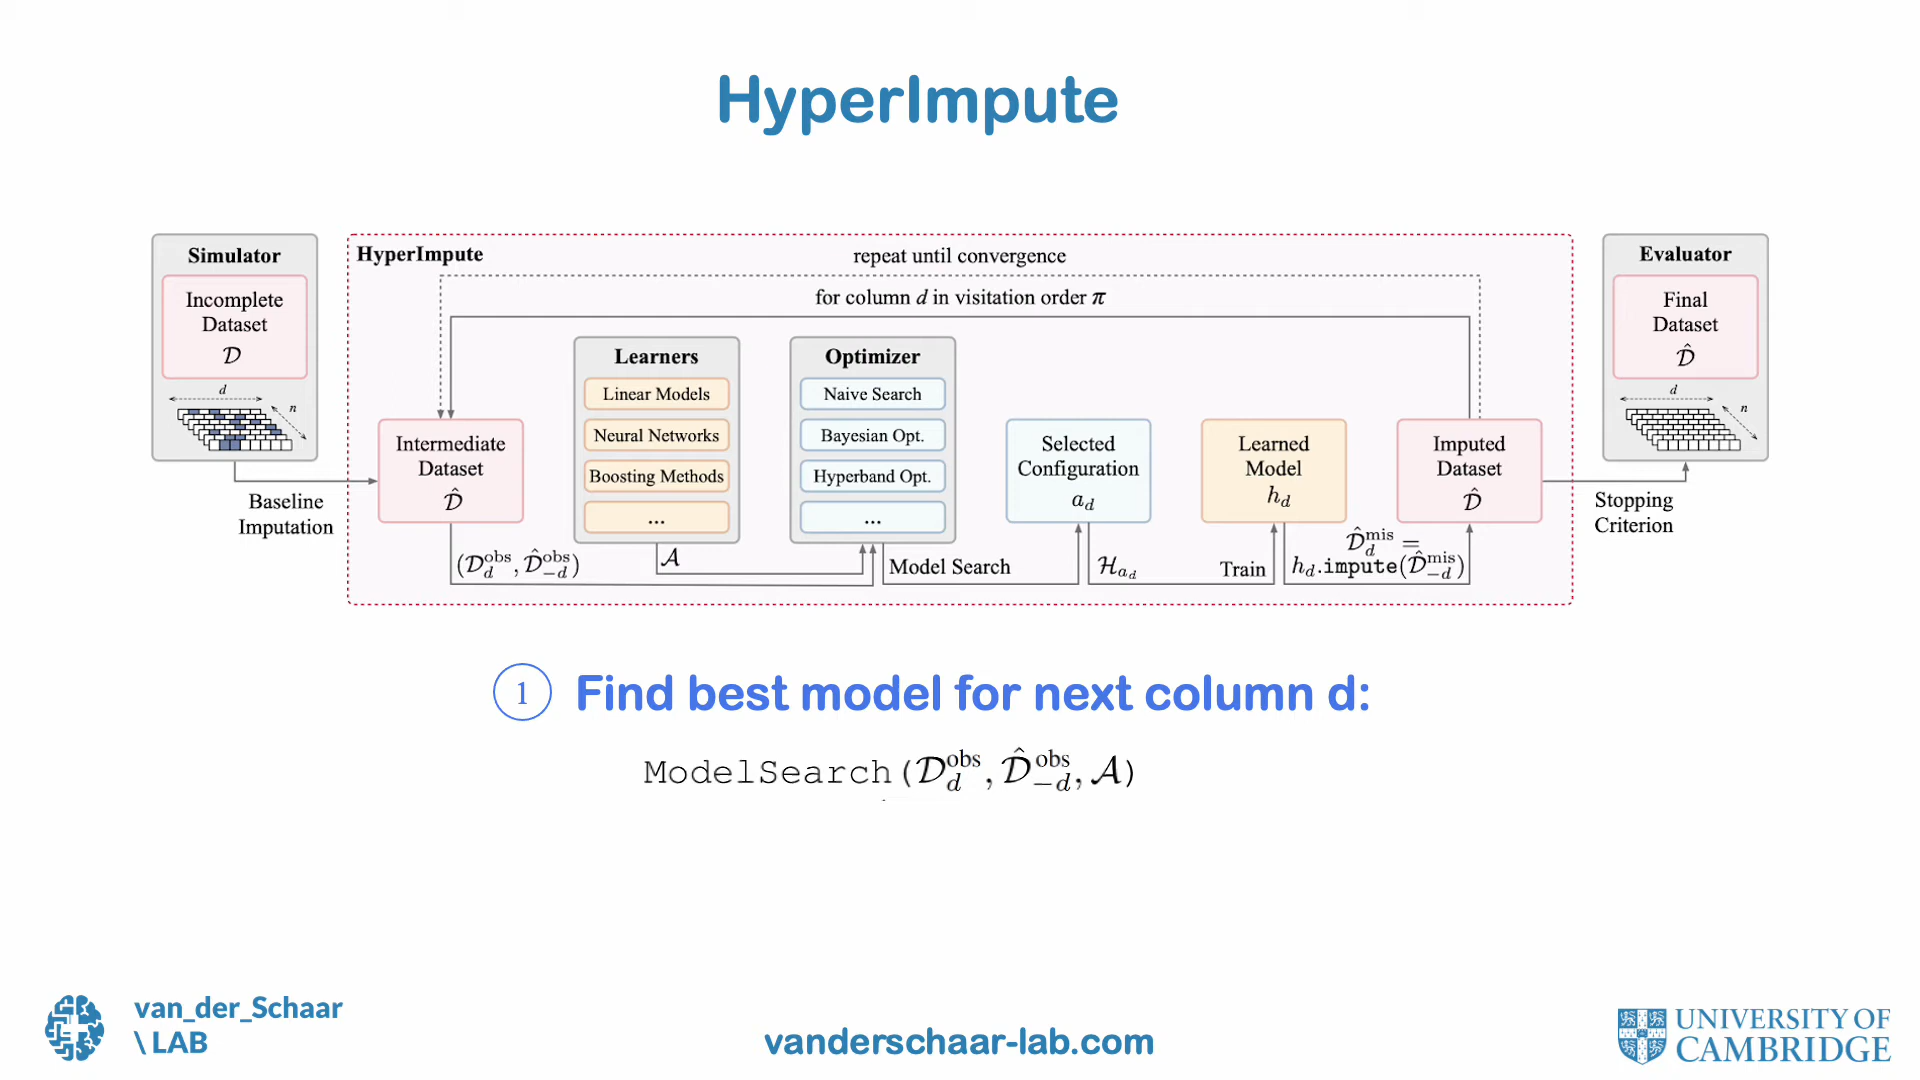 HyperImpute
Simulator
Incomplete
Dataset
𝒟
d
n
Baseline
Imputation
HyperImpute
repeat until convergence
for column d in visitation order π
Intermediate
Dataset
𝒟̂
(𝒟_d^obs, 𝒟̂_{-d}^obs)
Learners
Linear Models
Neural Networks
Boosting Methods
...
𝒜
Optimizer
Naive Search
Bayesian Opt.
Hyperband Opt.
...
Model Search
Selected
Configuration
a_d
ℋ_{a_d}
Train
Learned
Model
h_d
𝒟̂_d^mis =
h_d.impute(𝒟̂_{-d}^mis)
Imputed
Dataset
𝒟̂
Stopping
Criterion
Evaluator
Final
Dataset
𝒟̂
d
n
1 Find best model for next column d:
ModelSearch(𝒟_d^obs, 𝒟̂_{-d}^obs, 𝒜)
van_der_Schaar
\ LAB
vanderschaar-lab.com
UNIVERSITY OF
CAMBRIDGE